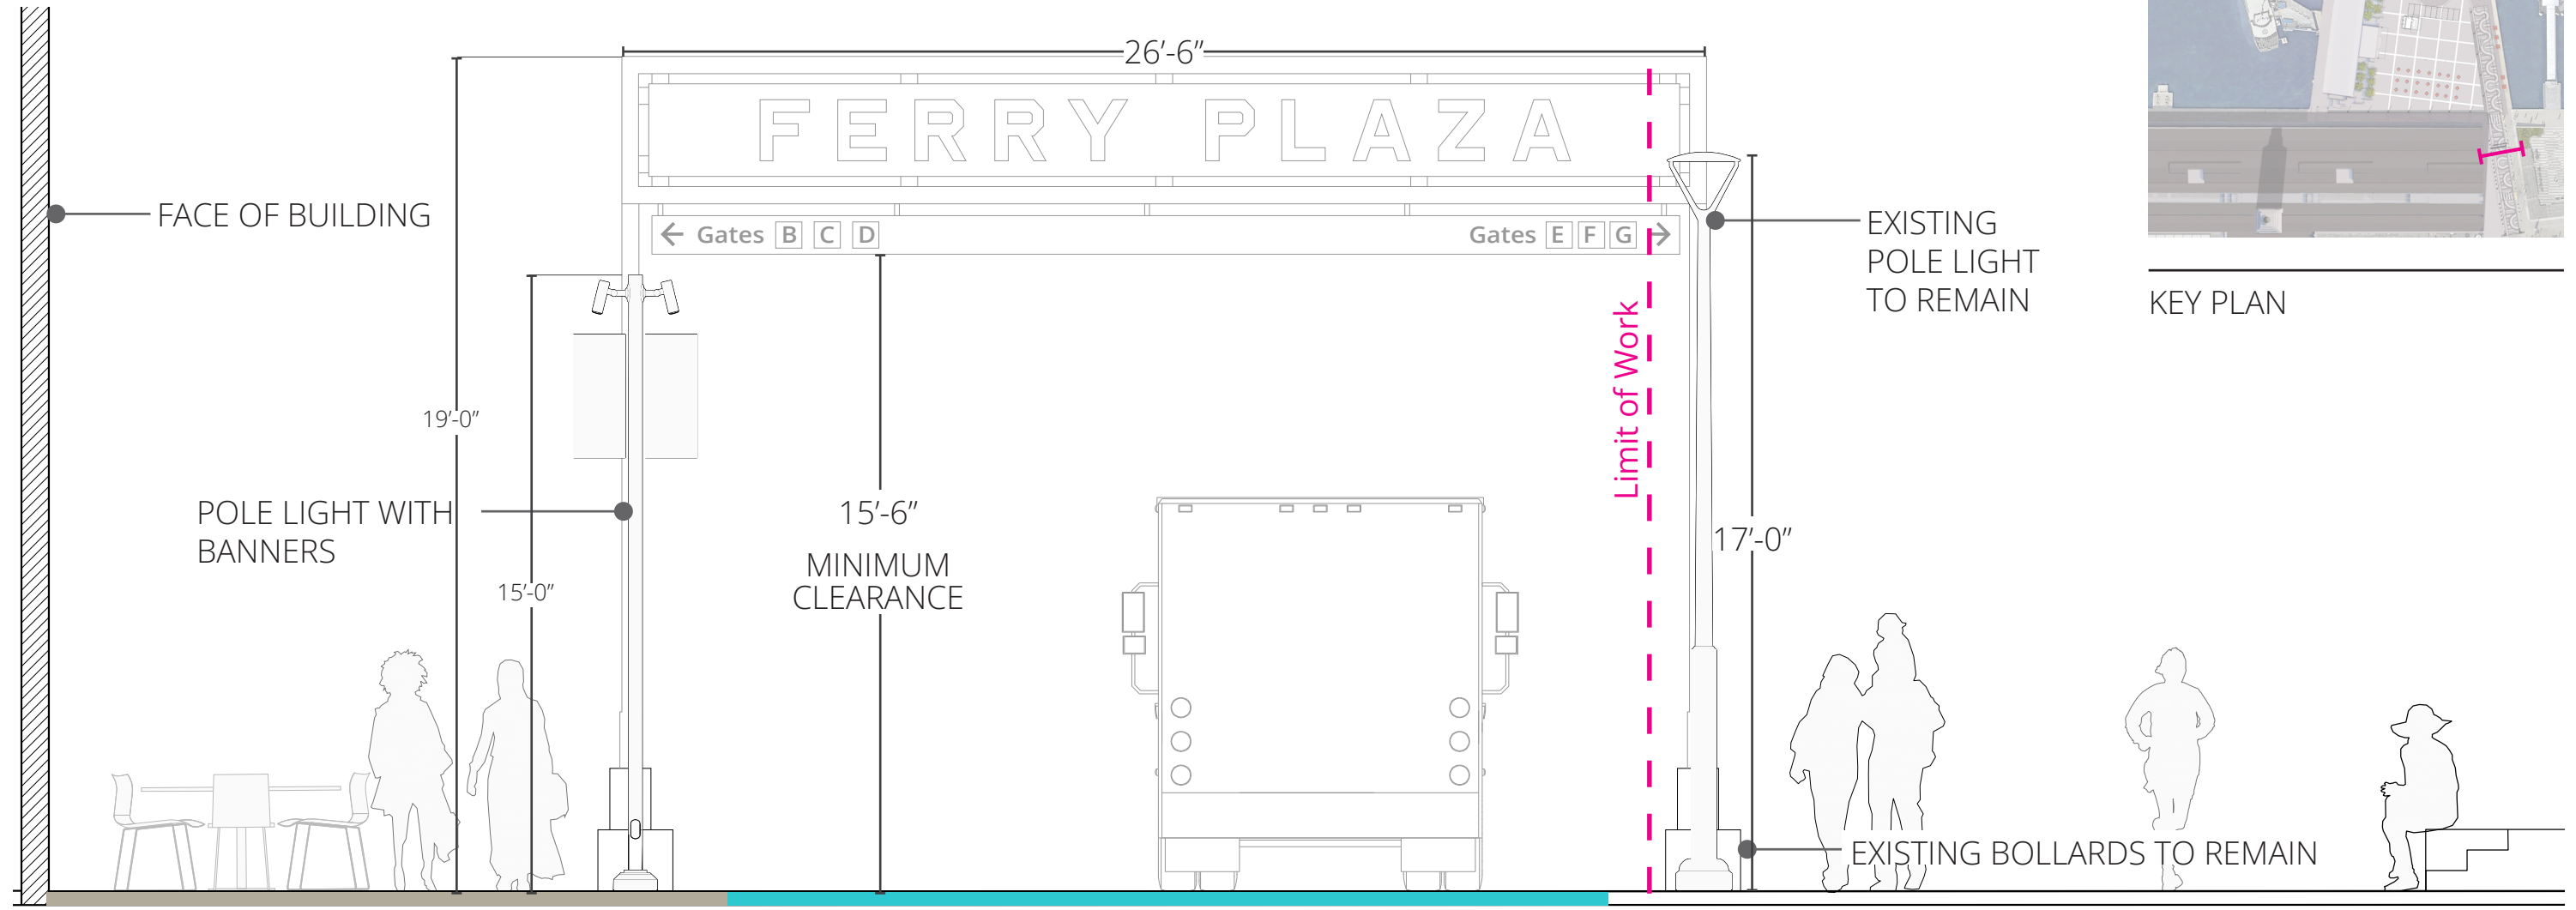 26’-6”
FERRY PLAZA
← Gates B C D
Gates E F G →
FACE OF BUILDING
EXISTING
POLE LIGHT
TO REMAIN
KEY PLAN
Limit of Work
19’-0”
POLE LIGHT WITH
BANNERS
15’-6”
MINIMUM
CLEARANCE
17’-0”
15’-0”
EXISTING BOLLARDS TO REMAIN